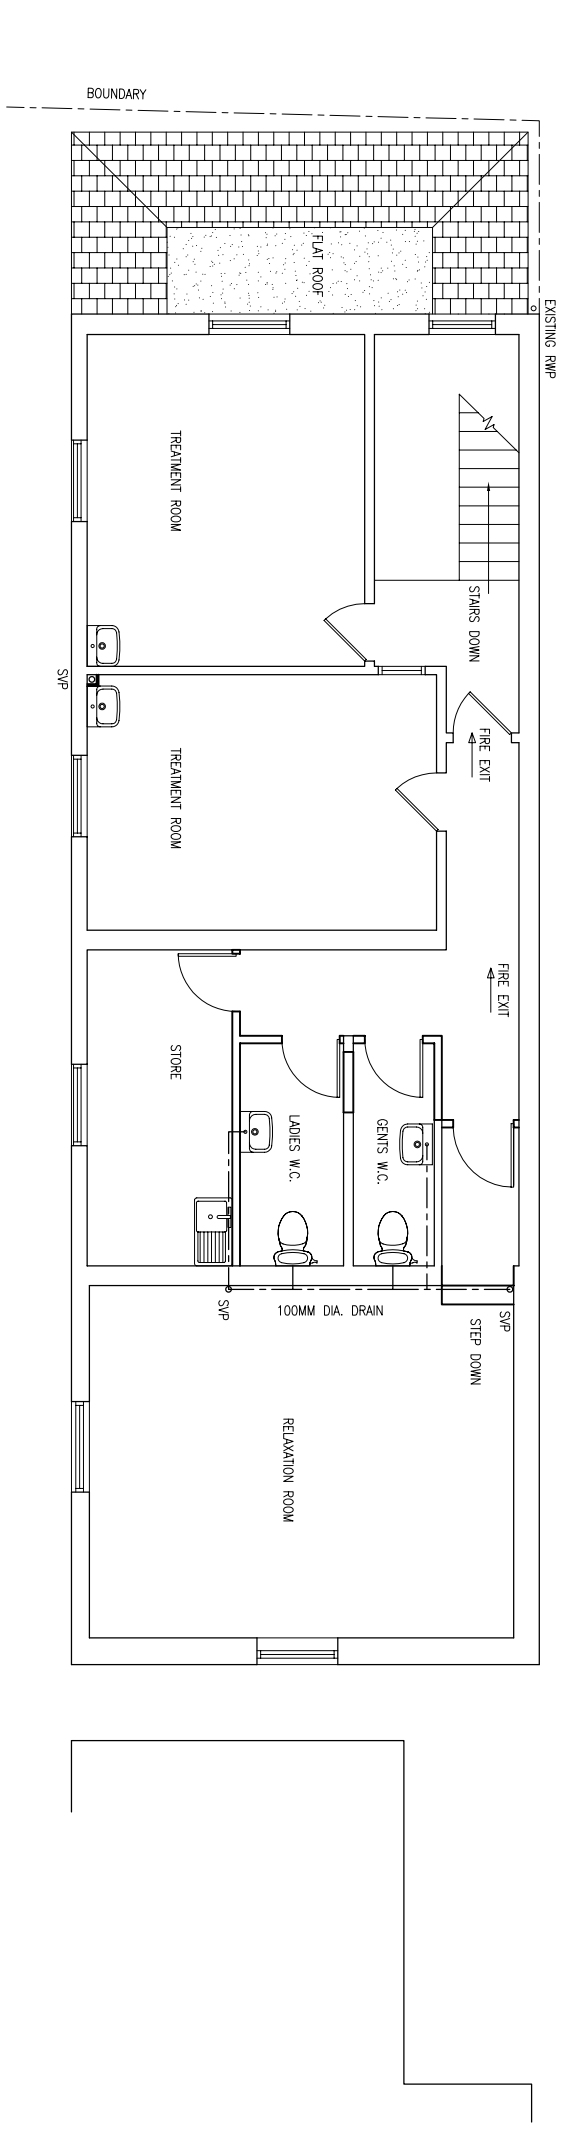 BOUNDARY
FLAT ROOF
EXISTING RWP
TREATMENT ROOM
STAIRS DOWN
SVP
FIRE EXIT
TREATMENT ROOM
FIRE EXIT
STORE
LADIES W.C.
GENTS W.C.
SVP
100MM DIA. DRAIN
SVP
STEP DOWN
RELAXATION ROOM